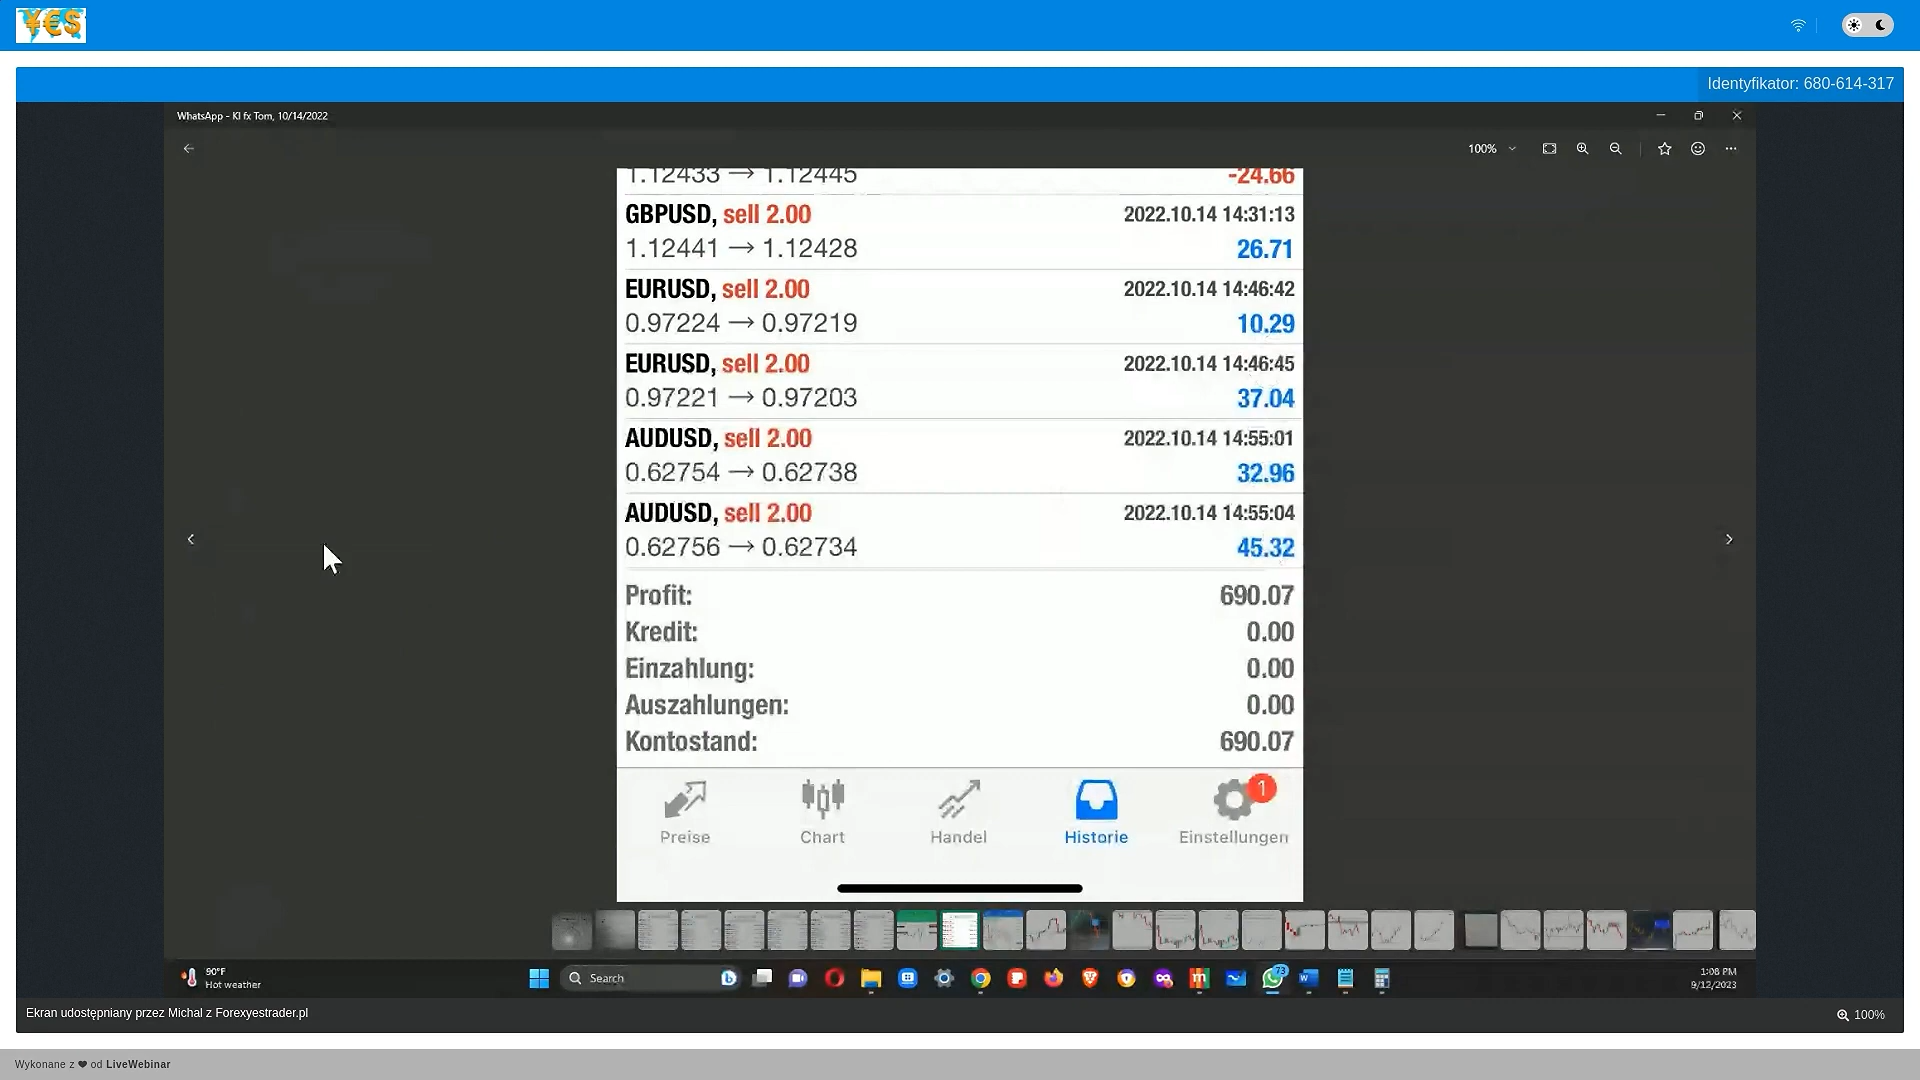 ¥€$
Identyfikator: 680-614-317
WhatsApp - KI fx Tom, 10/14/2022
100%
1.12433 → 1.12445 -24.66
GBPUSD, sell 2.00 2022.10.14 14:31:13
1.12441 → 1.12428 26.71
EURUSD, sell 2.00 2022.10.14 14:46:42
0.97224 → 0.97219 10.29
EURUSD, sell 2.00 2022.10.14 14:46:45
0.97221 → 0.97203 37.04
AUDUSD, sell 2.00 2022.10.14 14:55:01
0.62754 → 0.62738 32.96
AUDUSD, sell 2.00 2022.10.14 14:55:04
0.62756 → 0.62734 45.32
Profit: 690.07
Kredit: 0.00
Einzahlung: 0.00
Auszahlungen: 0.00
Kontostand: 690.07
1
Preise Chart Handel Historie Einstellungen
90°F
Hot weather
Search
73
1:08 PM
9/12/2023
Ekran udostępniany przez Michal z Forexyestrader.pl
100%
Wykonane z ❤ od LiveWebinar